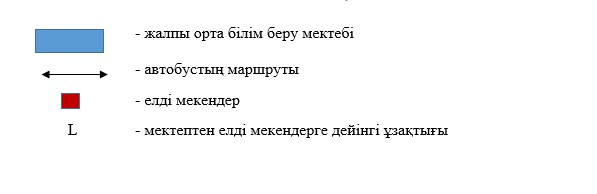 - жалпы орта білім беру мектебі
- автобустың маршруты
- елді мекендер
L - мектептен елді мекендерге дейінгі ұзақтығы